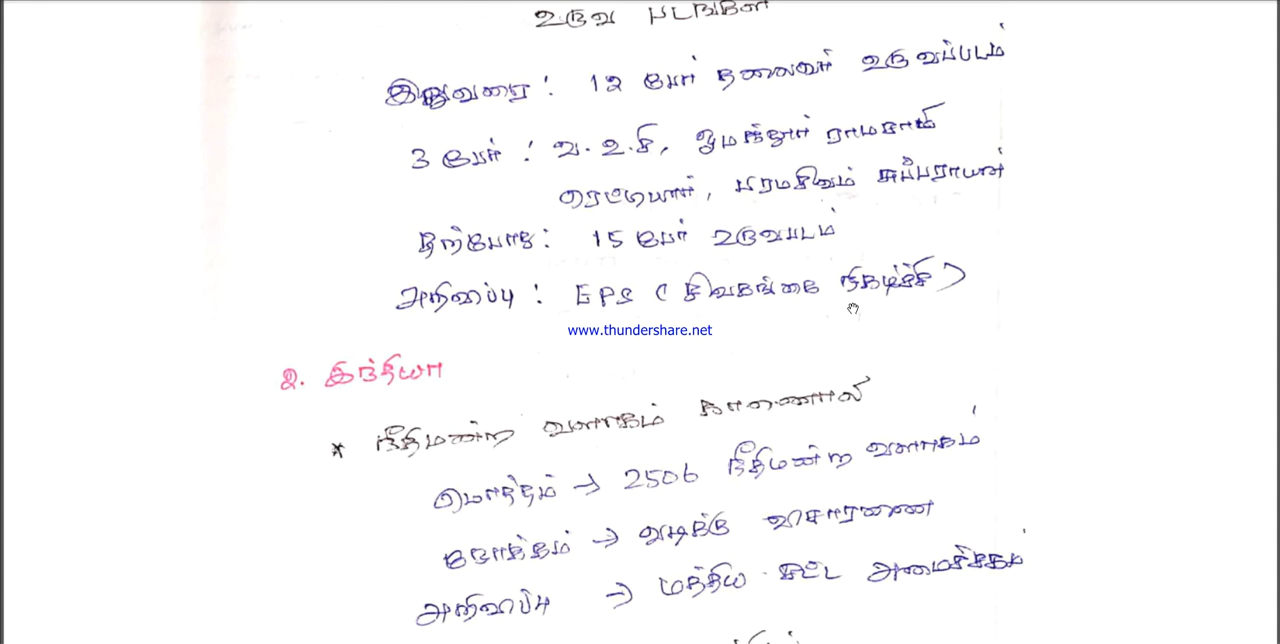 உருவ படங்கள்
இதுவரை : 12 பேர் தலைவர் உருவப்படம்
3 பேர் : வ.உ.சி, ஓமந்தூர் ராமசாமி
ரெட்டியார், பரமசிவம் சுப்பராயன்
தற்போது : 15 பேர் உருவபடம்
அறிவிப்பு : EPS ( சிவகங்கை நிகழ்ச்சி )
www.thundershare.net
2. இந்தியா
* நீதிமன்ற வளாகம் காணொலி
மொத்தம் → 2506 நீதிமன்ற வளாகம்
நோக்கம் → வழக்கு விசாரணை
அறிவிப்பு → மத்திய சட்ட அமைச்சகம்